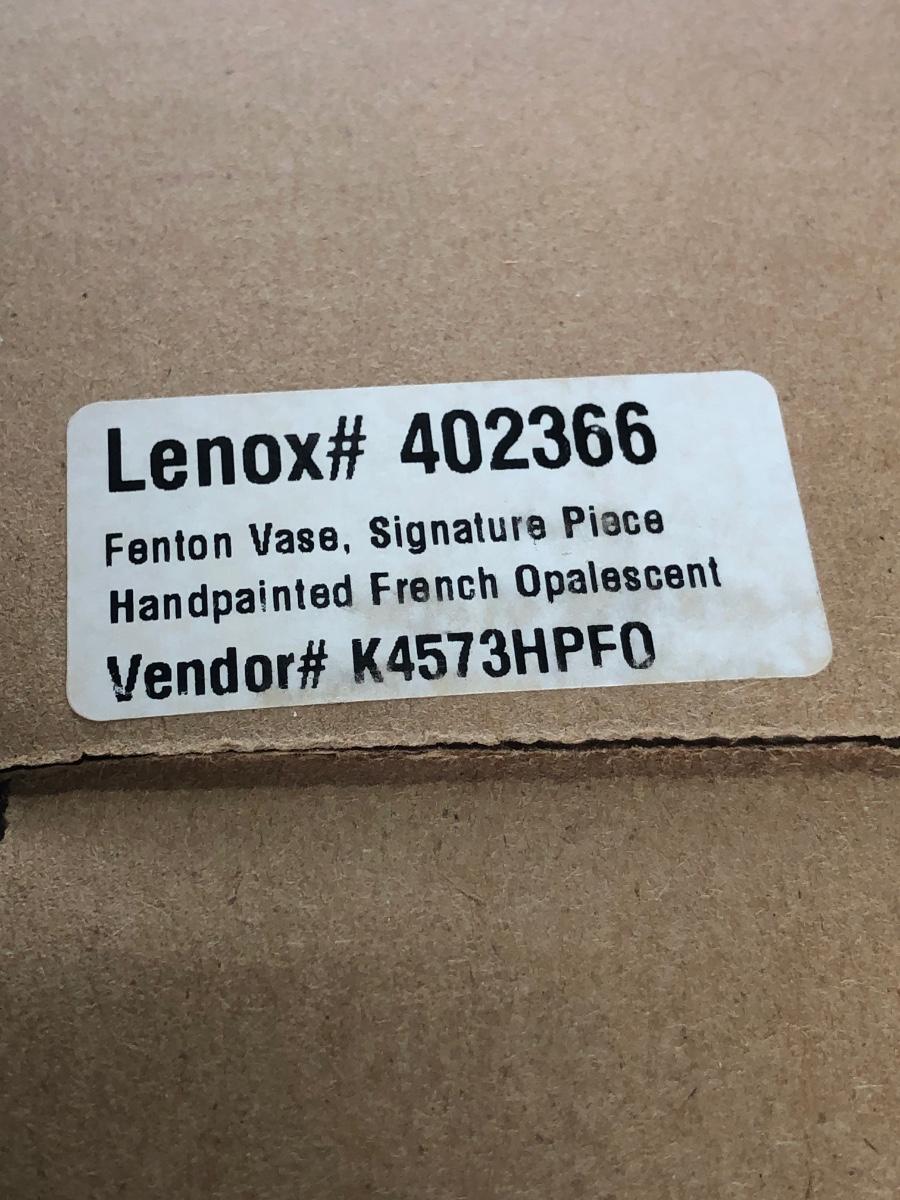 Lenox# 402366
Fenton Vase, Signature Piece
Handpainted French Opalescent
Vendor# K4573HPFO